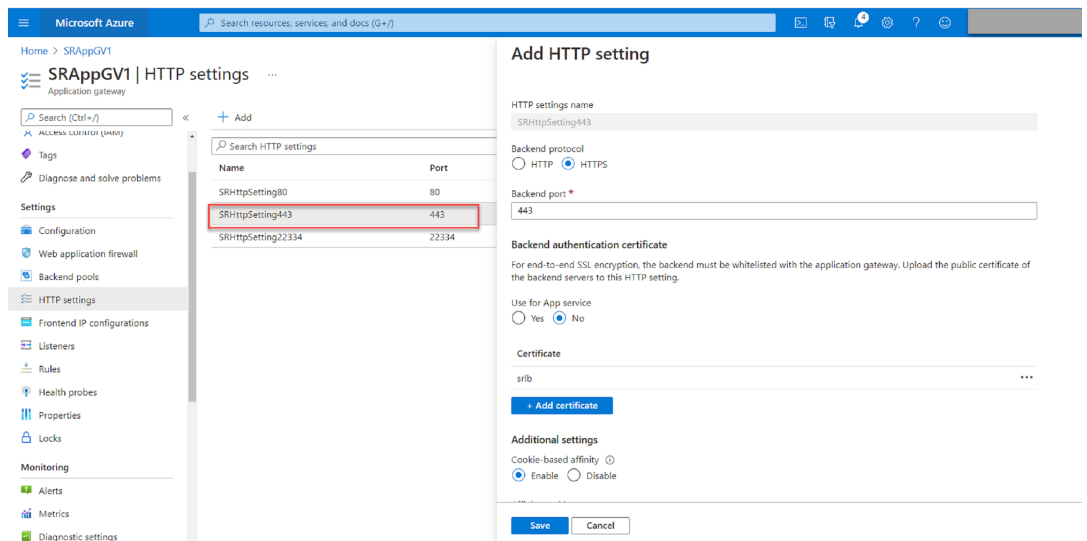 Microsoft Azure
Search resources, services, and docs (G+/)
4
Home > SRAppGV1
SRAppGV1 | HTTP settings ...
Application gateway
Search (Ctrl+/)
«
Access control (IAM)
Tags
Diagnose and solve problems
Settings
Configuration
Web application firewall
Backend pools
HTTP settings
Frontend IP configurations
Listeners
Rules
Health probes
Properties
Locks
Monitoring
Alerts
Metrics
Diagnostic settings
+ Add
Search HTTP settings
Name Port
SRHttpSetting80 80
SRHttpSetting443 443
SRHttpSetting22334 22334
Add HTTP setting
HTTP settings name
SRHttpSetting443
Backend protocol
HTTP HTTPS
Backend port *
443
Backend authentication certificate
For end-to-end SSL encryption, the backend must be whitelisted with the application gateway. Upload the public certificate of
the backend servers to this HTTP setting.
Use for App service
Yes No
Certificate
srlb ...
+ Add certificate
Additional settings
Cookie-based affinity
Enable Disable
Save Cancel